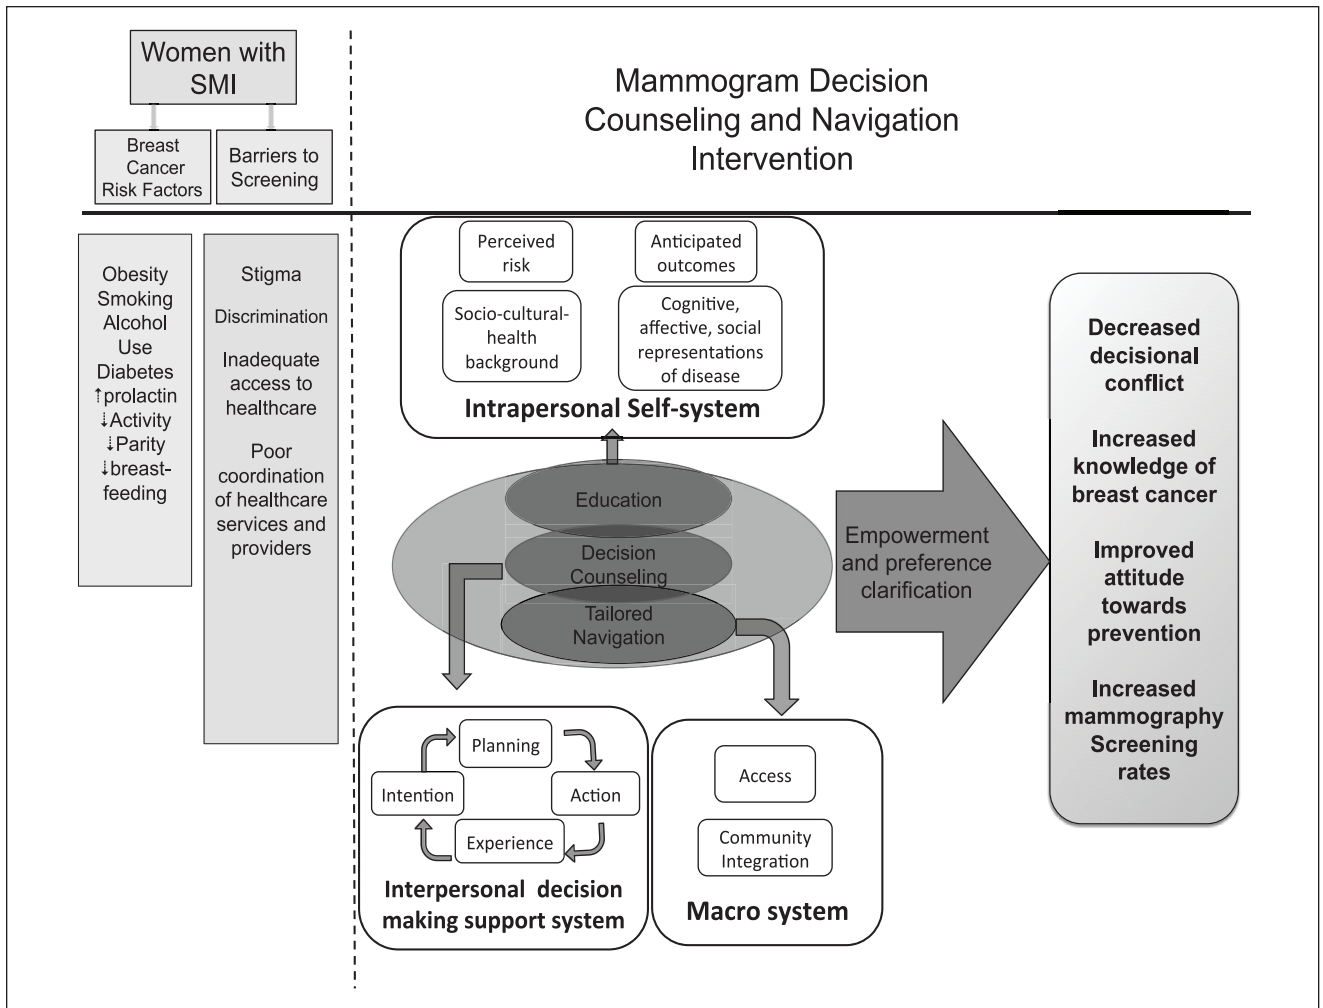 Women with
SMI
Breast
Cancer
Risk Factors
Barriers to
Screening
Mammogram Decision
Counseling and Navigation
Intervention
Obesity
Smoking
Alcohol
Use
Diabetes
↑prolactin
↓Activity
↓Parity
↓breast-
feeding
Stigma
Discrimination
Inadequate
access to
healthcare
Poor
coordination
of healthcare
services and
providers
Perceived
risk
Anticipated
outcomes
Socio-cultural-
health
background
Cognitive,
affective, social
representations
of disease
Intrapersonal Self-system
Education
Decision
Counseling
Tailored
Navigation
Empowerment
and preference
clarification
Planning
Intention
Action
Experience
Interpersonal decision
making support system
Access
Community
Integration
Macro system
Decreased
decisional
conflict
Increased
knowledge of
breast cancer
Improved
attitude
towards
prevention
Increased
mammography
Screening
rates